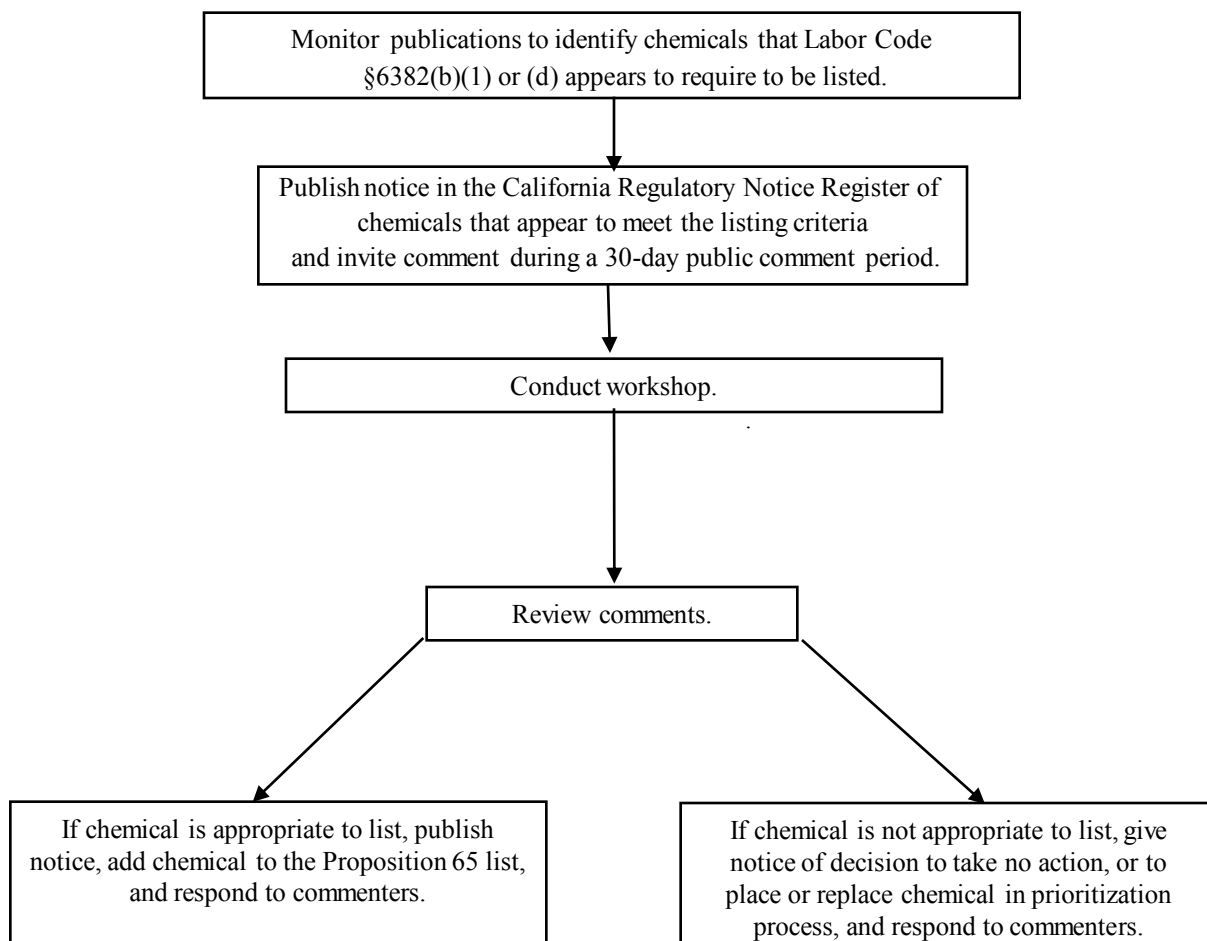 Monitor publications to identify chemicals that Labor Code
§6382(b)(1) or (d) appears to require to be listed.
Publish notice in the California Regulatory Notice Register of
chemicals that appear to meet the listing criteria
and invite comment during a 30-day public comment period.
Conduct workshop.
.
Review comments.
If chemical is appropriate to list, publish
notice, add chemical to the Proposition 65 list,
and respond to commenters.
If chemical is not appropriate to list, give
notice of decision to take no action, or to
place or replace chemical in prioritization
process, and respond to commenters.